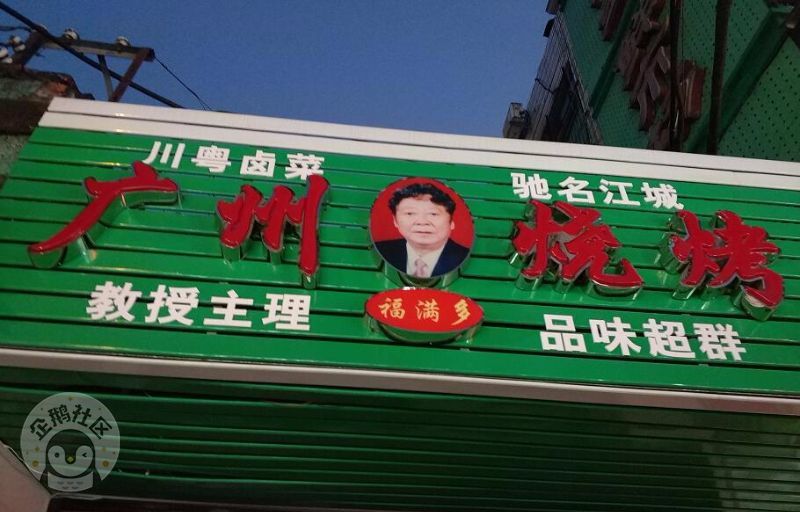 川粤卤菜
驰名江城
广州
烧烤
教授主理
福满多
品味超群
企鹅社区